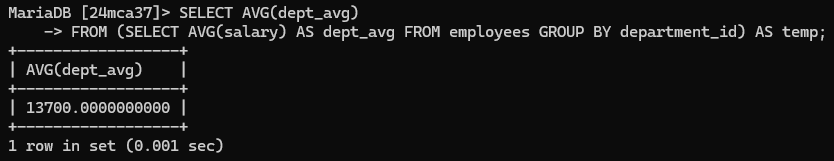 MariaDB [24mca37]> SELECT AVG(dept_avg)
    -> FROM (SELECT AVG(salary) AS dept_avg FROM employees GROUP BY department_id) AS temp;
+------------------+
| AVG(dept_avg)    |
+------------------+
| 13700.0000000000 |
+------------------+
1 row in set (0.001 sec)